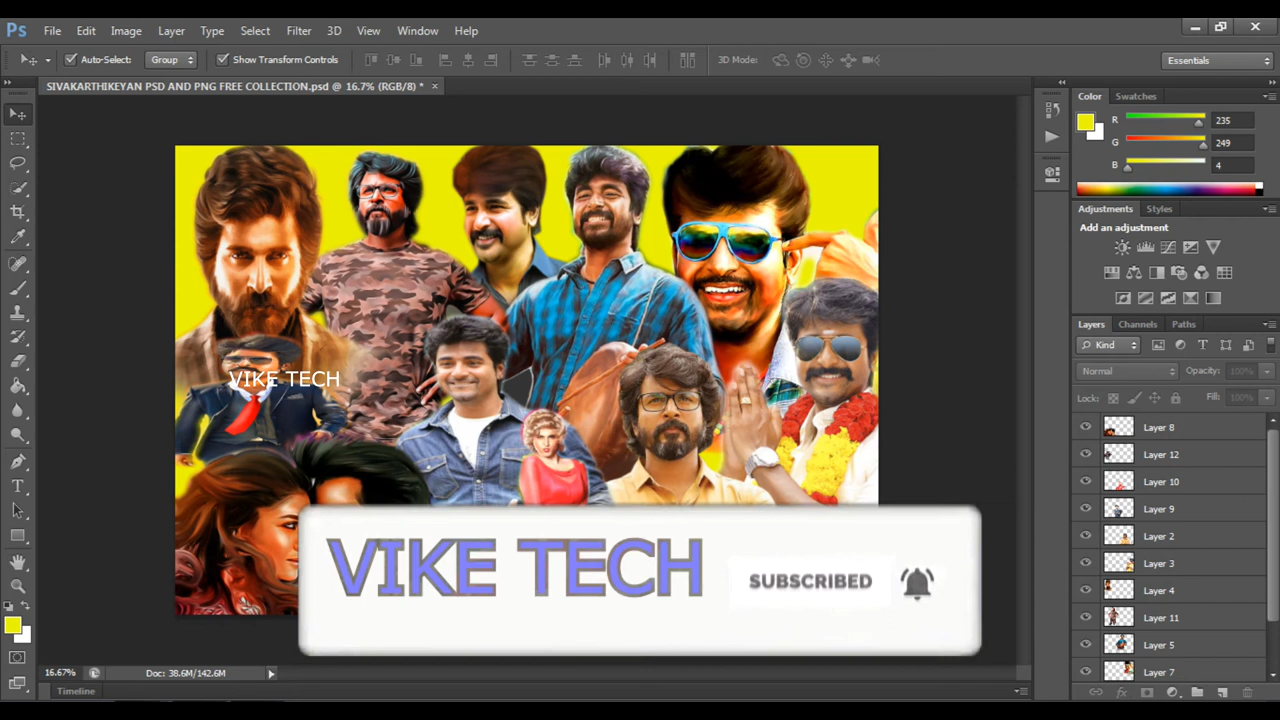 Ps File Edit Image Layer Type Select Filter 3D View Window Help
Auto-Select: Group Show Transform Controls 3D Mode: Essentials
SIVAKARTHIKEYAN PSD AND PNG FREE COLLECTION.psd @ 16.7% (RGB/8) * ×
Color Swatches
R 235
G 249
B 4
Adjustments Styles
Add an adjustment
Layers Channels Paths
Kind
Normal Opacity: 100%
Lock: Fill: 100%
Layer 8
Layer 12
Layer 10
Layer 9
Layer 2
Layer 3
Layer 4
Layer 11
Layer 5
Layer 7
VIKE TECH
VIKE TECH SUBSCRIBED
16.67% Doc: 38.6M/142.6M
Timeline